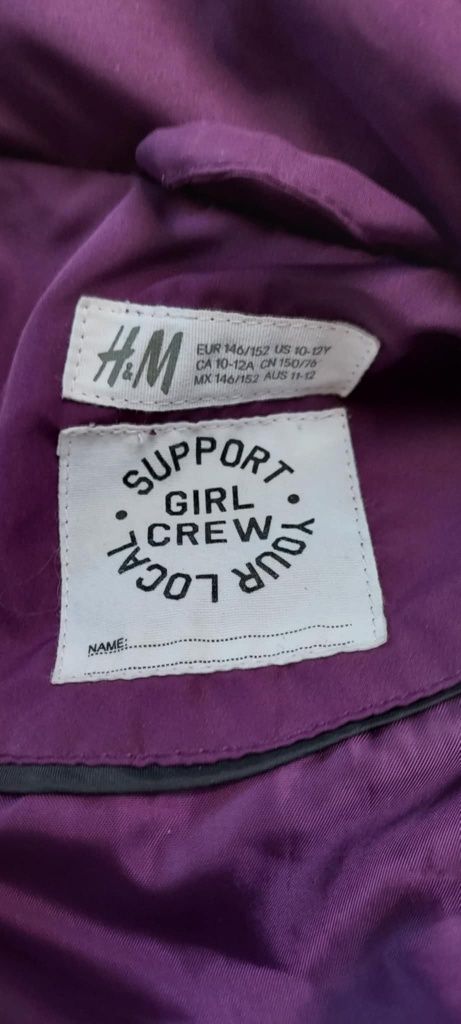 H&M
EUR 146/152 US 10-12Y
CA 10-12A CN 150/76
MX 146/152 AUS 11-12
SUPPORT
GIRL
CREW
YOUR LOCAL
NAME: